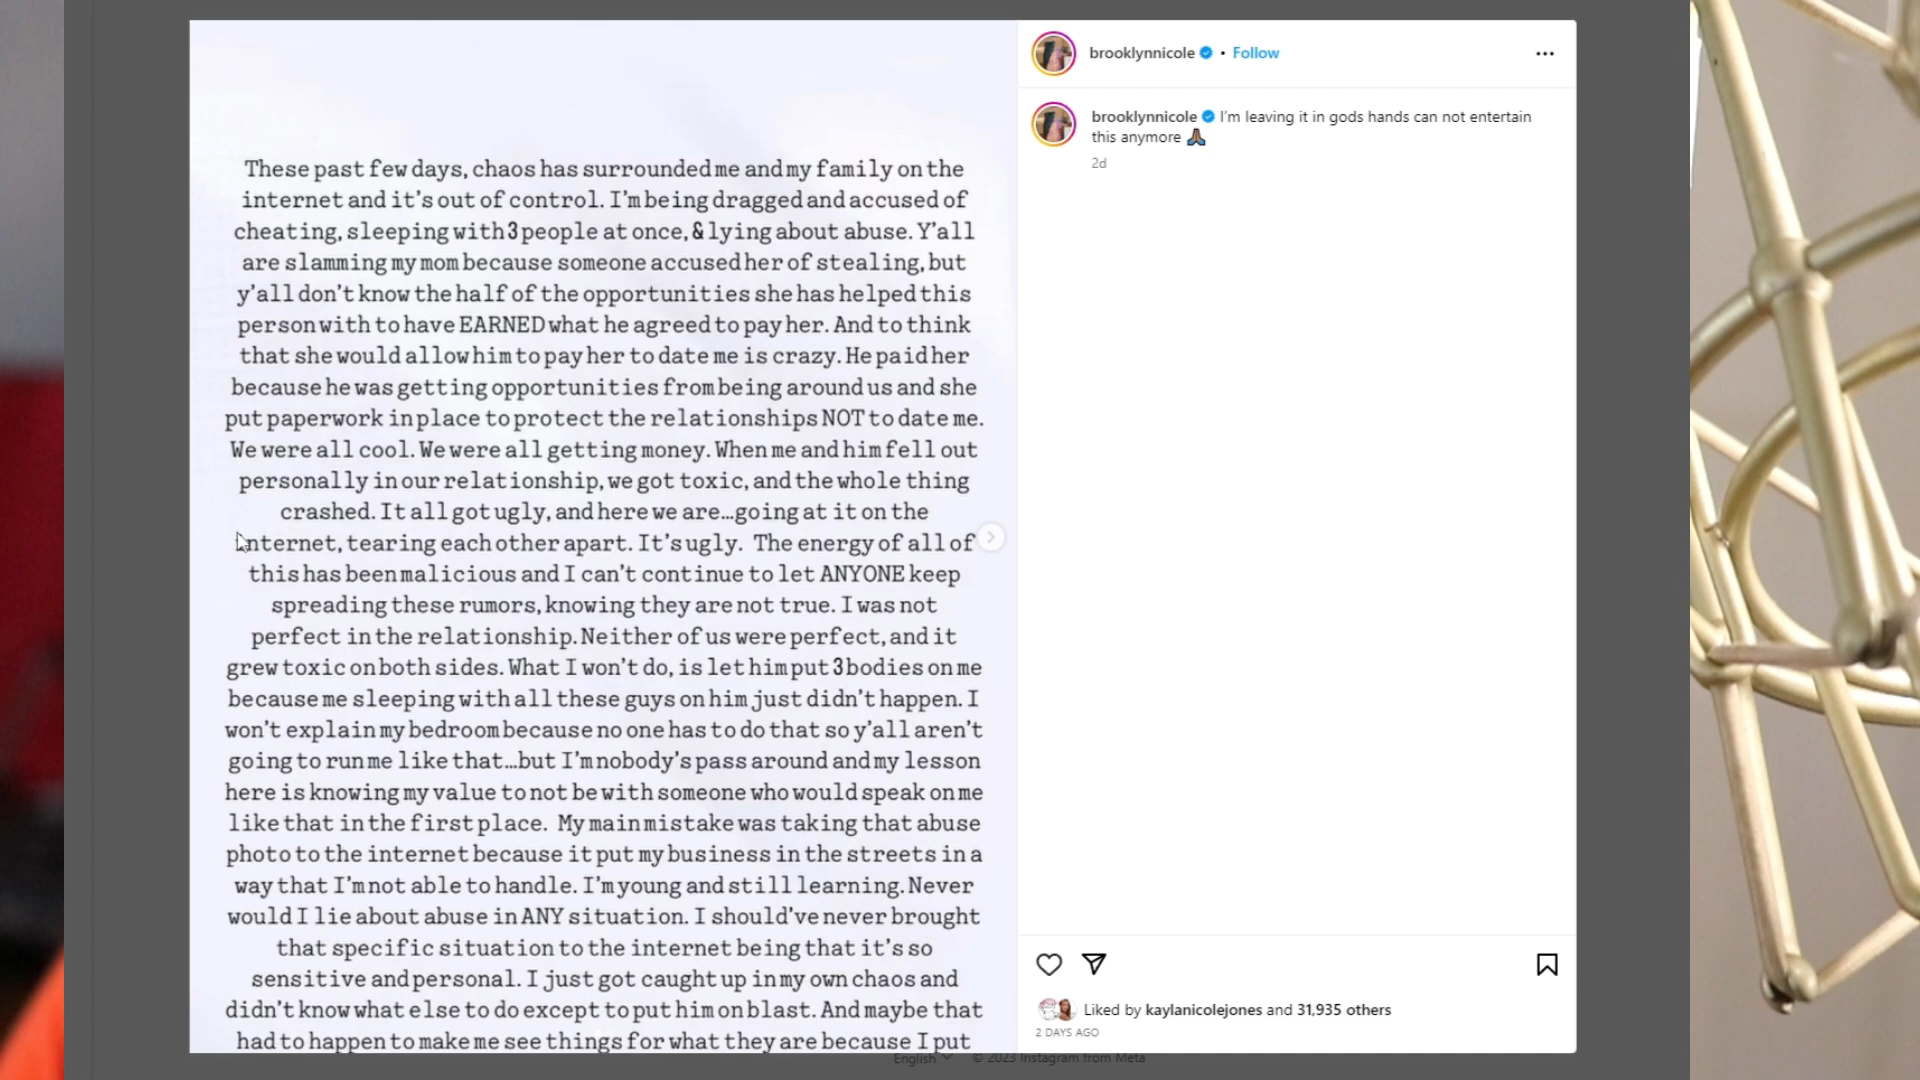 These past few days, chaos has surrounded me and my family on the
internet and it's out of control. I'm being dragged and accused of
cheating, sleeping with 3 people at once, & lying about abuse. Y'all
are slamming my mom because someone accused her of stealing, but
y'all don't know the half of the opportunities she has helped this
person with to have EARNED what he agreed to pay her. And to think
that she would allow him to pay her to date me is crazy. He paid her
because he was getting opportunities from being around us and she
put paperwork in place to protect the relationships NOT to date me.
We were all cool. We were all getting money. When me and him fell out
personally in our relationship, we got toxic, and the whole thing
crashed. It all got ugly, and here we are...going at it on the
internet, tearing each other apart. It's ugly. The energy of all of
this has been malicious and I can't continue to let ANYONE keep
spreading these rumors, knowing they are not true. I was not
perfect in the relationship. Neither of us were perfect, and it
grew toxic on both sides. What I won't do, is let him put 3 bodies on me
because me sleeping with all these guys on him just didn't happen. I
won't explain my bedroom because no one has to do that so y'all aren't
going to run me like that...but I'm nobody's pass around and my lesson
here is knowing my value to not be with someone who would speak on me
like that in the first place. My main mistake was taking that abuse
photo to the internet because it put my business in the streets in a
way that I'm not able to handle. I'm young and still learning. Never
would I lie about abuse in ANY situation. I should've never brought
that specific situation to the internet being that it's so
sensitive and personal. I just got caught up in my own chaos and
didn't know what else to do except to put him on blast. And maybe that
had to happen to make me see things for what they are because I put
brooklynnicole • Follow
brooklynnicole I'm leaving it in gods hands can not entertain
this anymore 🙏🏾
2d
Liked by kaylanicolejones and 31,935 others
2 DAYS AGO
English © 2023 Instagram from Meta